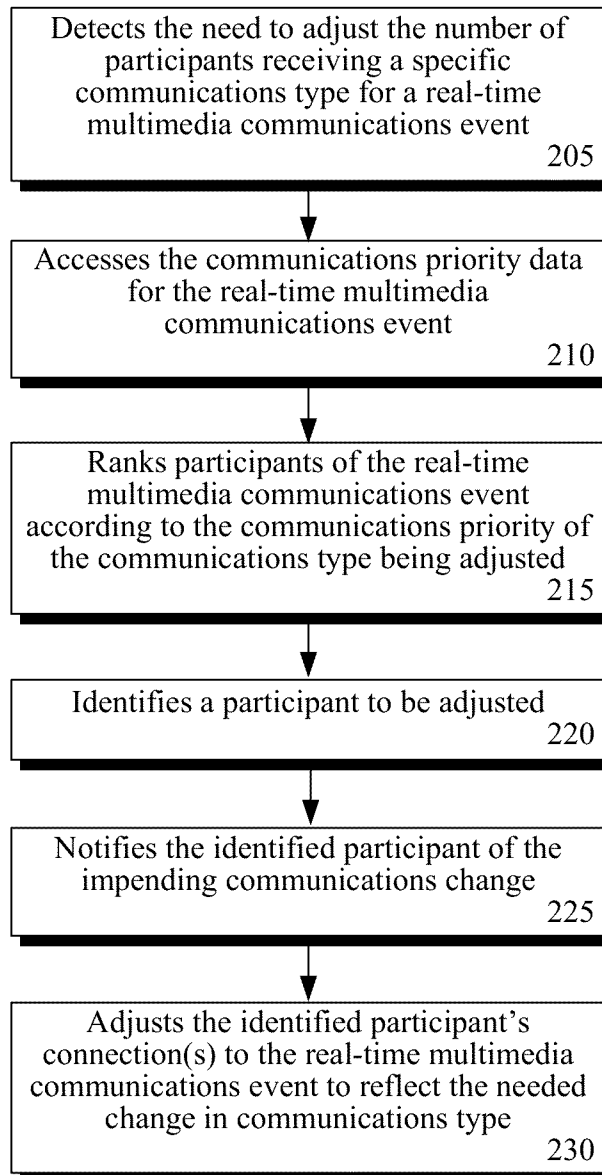 Detects the need to adjust the number of
participants receiving a specific
communications type for a real-time
multimedia communications event
205
Accesses the communications priority data
for the real-time multimedia
communications event
210
Ranks participants of the real-time
multimedia communications event
according to the communications priority of
the communications type being adjusted
215
Identifies a participant to be adjusted
220
Notifies the identified participant of the
impending communications change
225
Adjusts the identified participant's
connection(s) to the real-time multimedia
communications event to reflect the needed
change in communications type
230